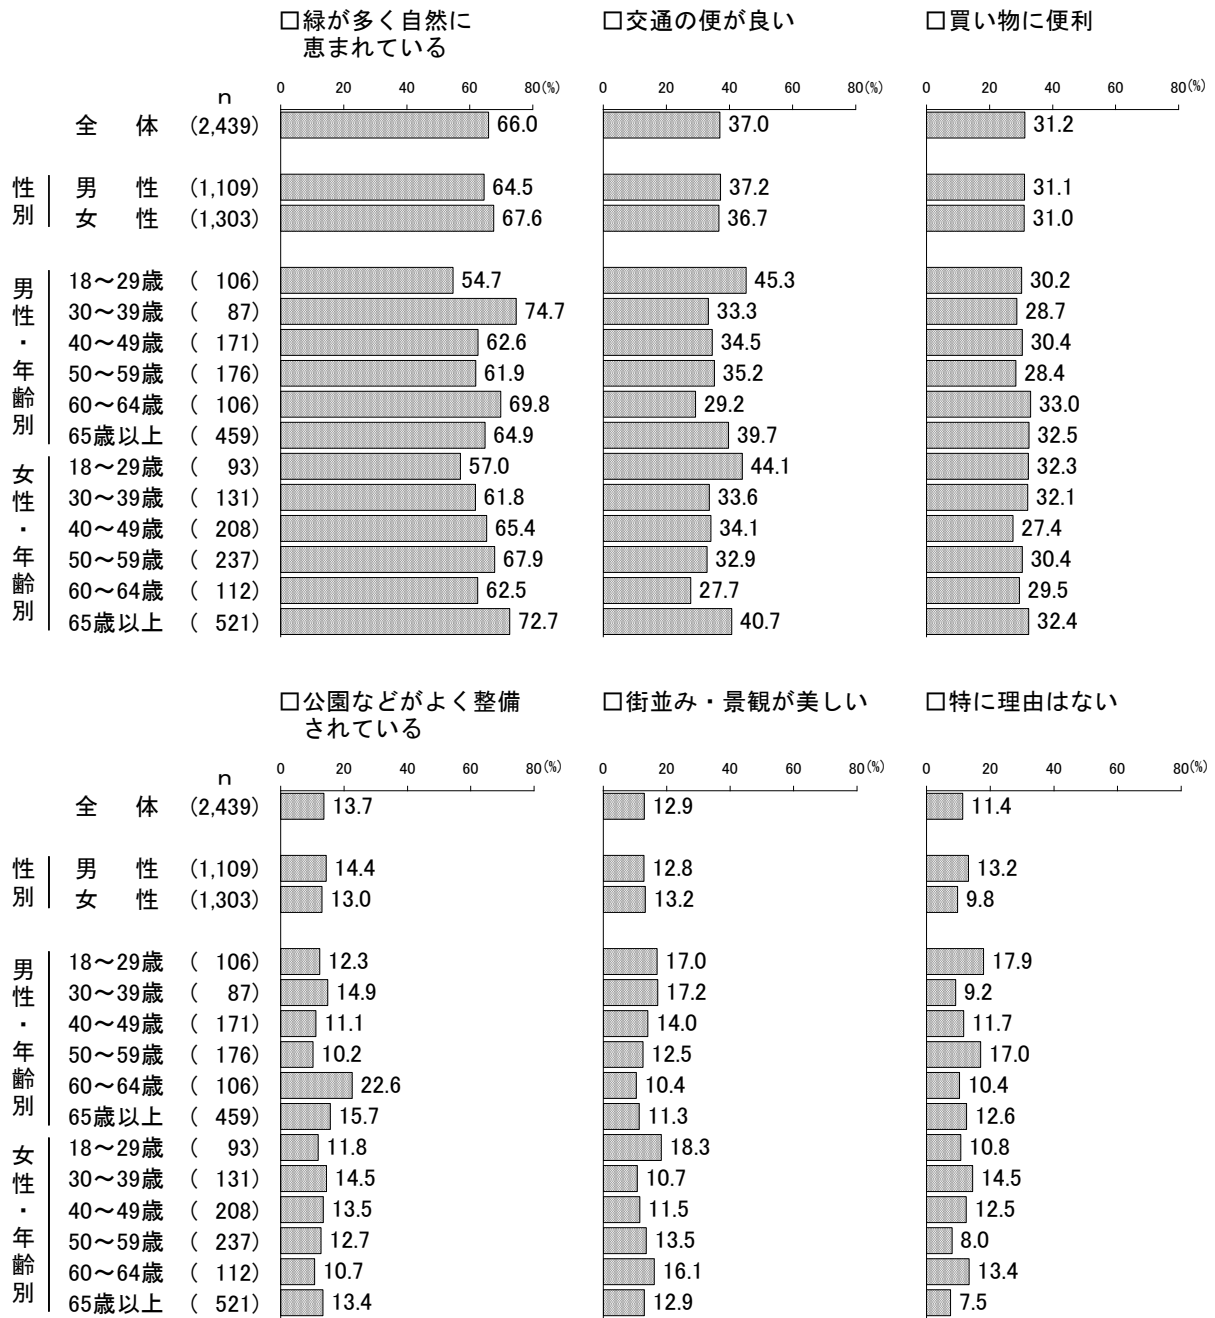 □緑が多く自然に
恵まれている
□交通の便が良い
□買い物に便利
0 20 40 60 80(%)
0 20 40 60 80(%)
0 20 40 60 80(%)
n
全 体 (2,439) 66.0 37.0 31.2
性別
男 性 (1,109) 64.5 37.2 31.1
女 性 (1,303) 67.6 36.7 31.0
男性・年齢別
18～29歳 ( 106) 54.7 45.3 30.2
30～39歳 ( 87) 74.7 33.3 28.7
40～49歳 ( 171) 62.6 34.5 30.4
50～59歳 ( 176) 61.9 35.2 28.4
60～64歳 ( 106) 69.8 29.2 33.0
65歳以上 ( 459) 64.9 39.7 32.5
女性・年齢別
18～29歳 ( 93) 57.0 44.1 32.3
30～39歳 ( 131) 61.8 33.6 32.1
40～49歳 ( 208) 65.4 34.1 27.4
50～59歳 ( 237) 67.9 32.9 30.4
60～64歳 ( 112) 62.5 27.7 29.5
65歳以上 ( 521) 72.7 40.7 32.4
□公園などがよく整備
されている
□街並み・景観が美しい
□特に理由はない
0 20 40 60 80(%)
0 20 40 60 80(%)
0 20 40 60 80(%)
n
全 体 (2,439) 13.7 12.9 11.4
性別
男 性 (1,109) 14.4 12.8 13.2
女 性 (1,303) 13.0 13.2 9.8
男性・年齢別
18～29歳 ( 106) 12.3 17.0 17.9
30～39歳 ( 87) 14.9 17.2 9.2
40～49歳 ( 171) 11.1 14.0 11.7
50～59歳 ( 176) 10.2 12.5 17.0
60～64歳 ( 106) 22.6 10.4 10.4
65歳以上 ( 459) 15.7 11.3 12.6
女性・年齢別
18～29歳 ( 93) 11.8 18.3 10.8
30～39歳 ( 131) 14.5 10.7 14.5
40～49歳 ( 208) 13.5 11.5 12.5
50～59歳 ( 237) 12.7 13.5 8.0
60～64歳 ( 112) 10.7 16.1 13.4
65歳以上 ( 521) 13.4 12.9 7.5